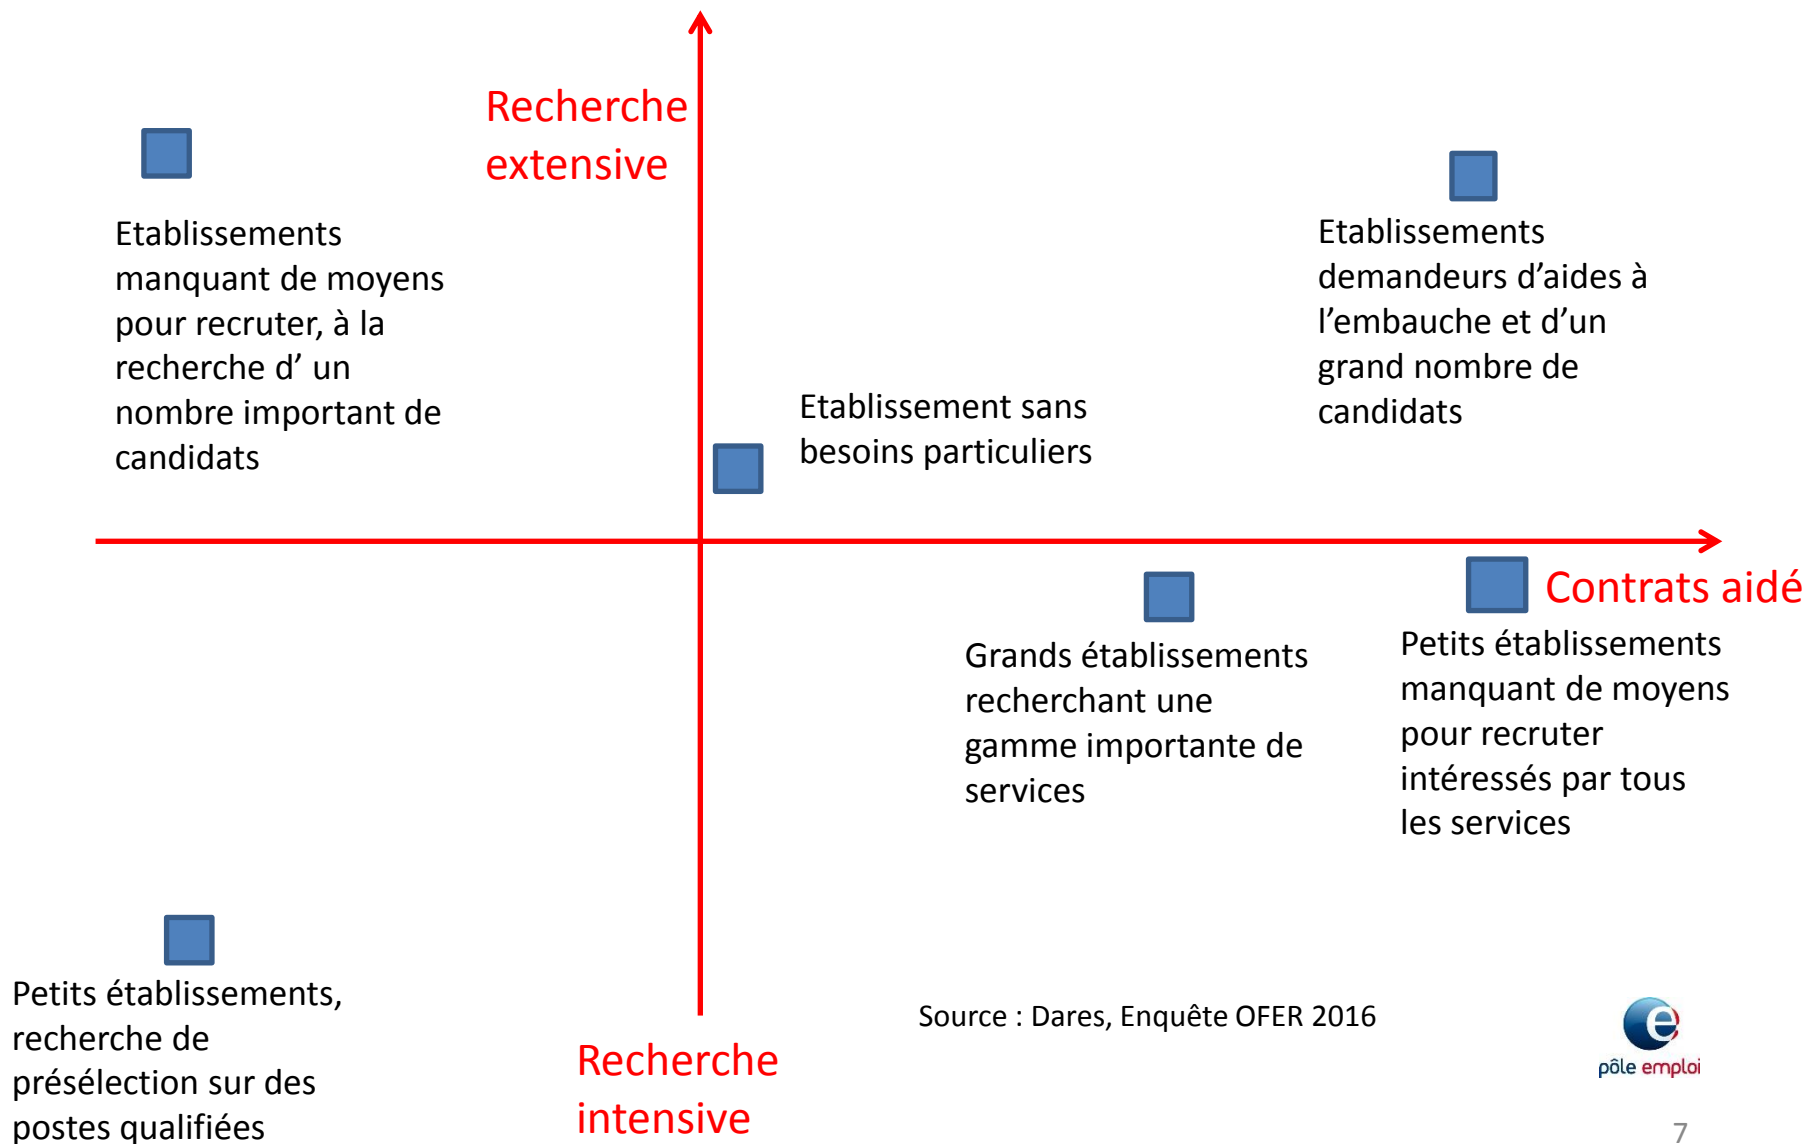 Recherche
extensive
Etablissements
manquant de moyens
pour recruter, à la
recherche d’ un
nombre important de
candidats
Etablissements
demandeurs d’aides à
l’embauche et d’un
grand nombre de
candidats
Etablissement sans
besoins particuliers
Contrats aidé
Grands établissements
recherchant une
gamme importante de
services
Petits établissements
manquant de moyens
pour recruter
intéressés par tous
les services
Petits établissements,
recherche de
présélection sur des
postes qualifiées
Recherche
intensive
Source : Dares, Enquête OFER 2016
e
pôle emploi
7